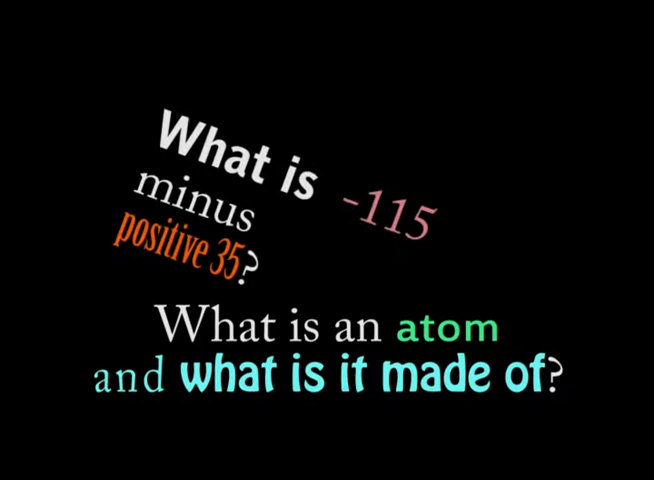 What is -115
minus
positive 35?
What is an atom
and what is it made of?